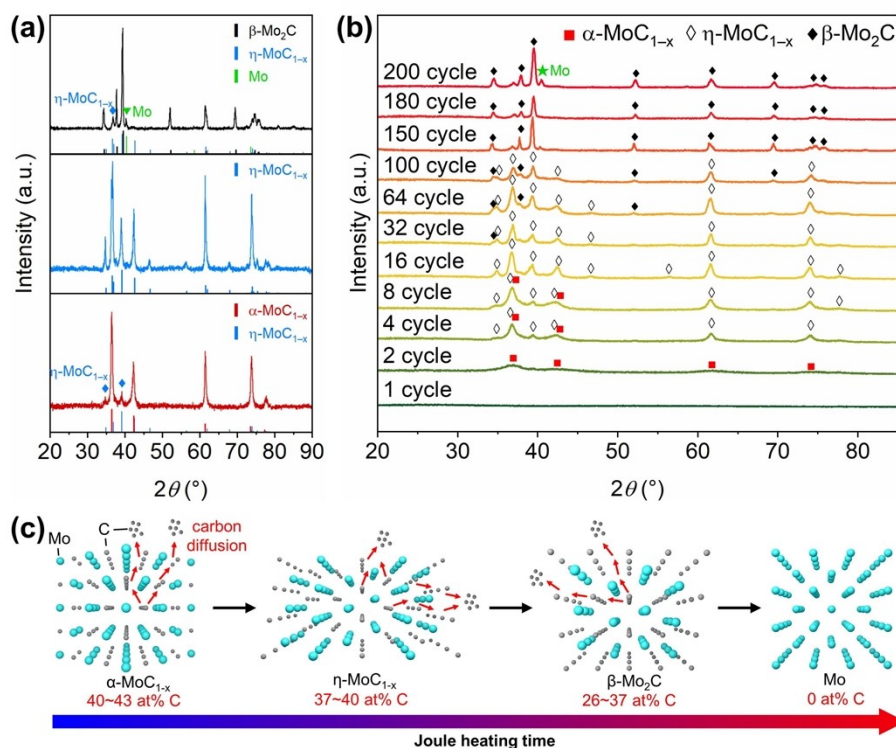 (a)
β-Mo₂C
η-MoC₁₋ₓ
Mo
η-MoC₁₋ₓ
Mo
η-MoC₁₋ₓ
α-MoC₁₋ₓ
η-MoC₁₋ₓ
η-MoC₁₋ₓ
Intensity (a.u.)
20 30 40 50 60 70 80 90
2θ (°)
(b)
α-MoC₁₋ₓ η-MoC₁₋ₓ β-Mo₂C
200 cycle
Mo
180 cycle
150 cycle
100 cycle
64 cycle
32 cycle
16 cycle
8 cycle
4 cycle
2 cycle
1 cycle
Intensity (a.u.)
20 30 40 50 60 70 80
2θ (°)
(c)
Mo
C
carbon
diffusion
α-MoC₁₋ₓ
40~43 at% C
η-MoC₁₋ₓ
37~40 at% C
β-Mo₂C
26~37 at% C
Mo
0 at% C
Joule heating time